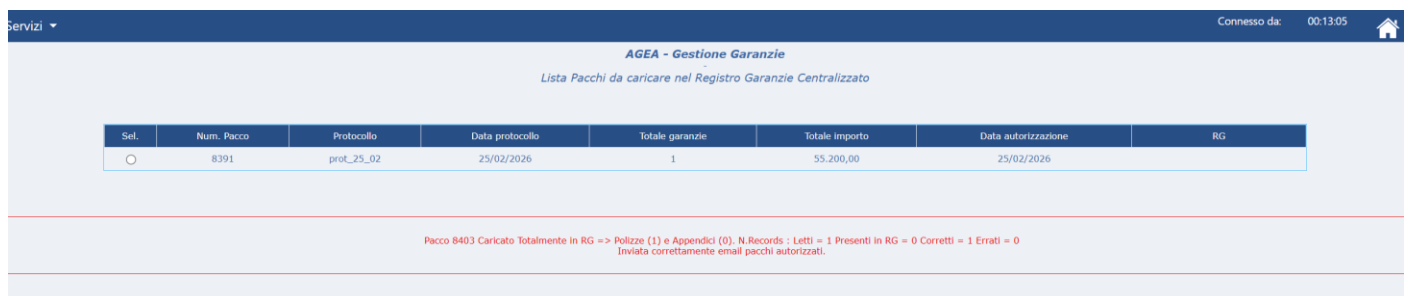 Servizi
Connesso da: 00:13:05
AGEA - Gestione Garanzie
-
Lista Pacchi da caricare nel Registro Garanzie Centralizzato
Sel. Num. Pacco Protocollo Data protocollo Totale garanzie Totale importo Data autorizzazione RG
8391 prot_25_02 25/02/2026 1 55.200,00 25/02/2026
Pacco 8403 Caricato Totalmente in RG => Polizze (1) e Appendici (0). N.Records : Letti = 1 Presenti in RG = 0 Corretti = 1 Errati = 0
Inviata correttamente email pacchi autorizzati.